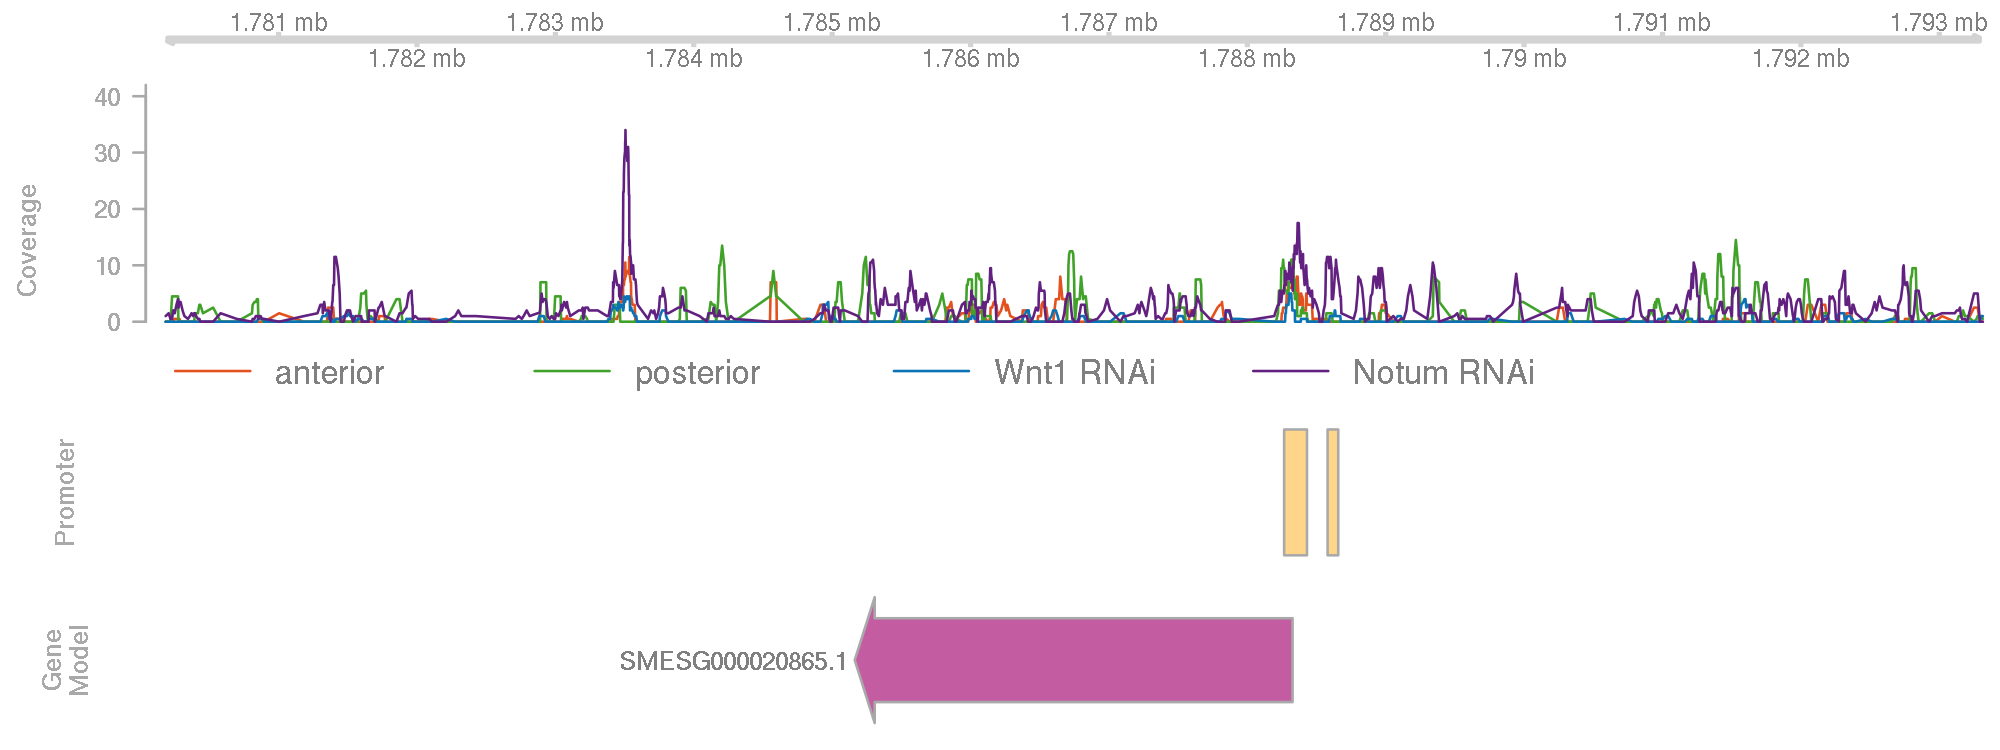 1.781 mb 1.783 mb 1.785 mb 1.787 mb 1.789 mb 1.791 mb 1.793 mb
1.782 mb 1.784 mb 1.786 mb 1.788 mb 1.79 mb 1.792 mb
Coverage
40
30
20
10
0
anterior posterior Wnt1 RNAi Notum RNAi
Promoter
Gene
Model
SMESG000020865.1